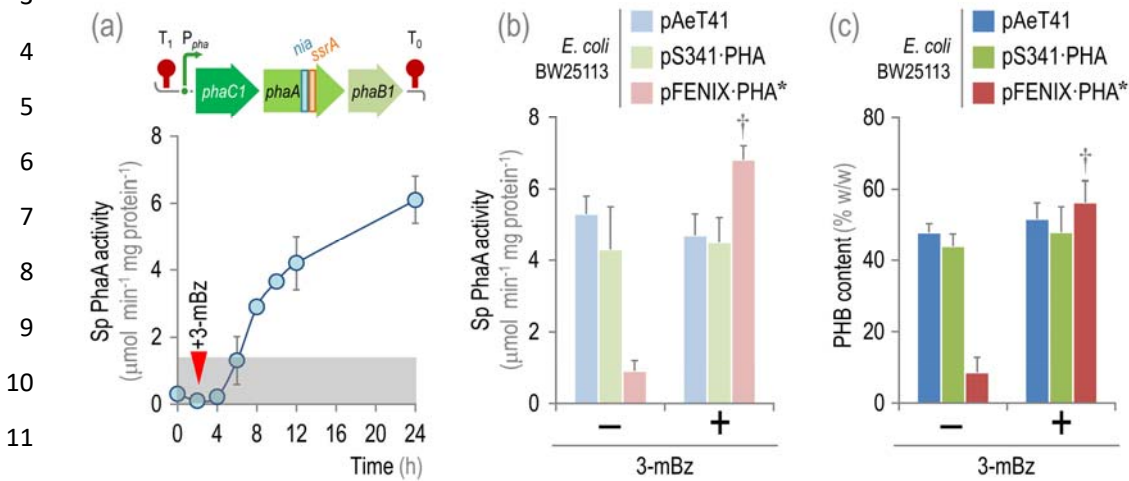 3
4
5
6
7
8
9
10
11
(a)
nia
ssrA
T1
Ppha
T0
phaC1
phaA
phaB1
8
6
4
2
0
Sp PhaA activity
(μmol min-1 mg protein-1)
+3-mBz
0 4 8 12 16 20 24
Time (h)
(b)
E. coli
BW25113
pAeT41
pS341·PHA
pFENIX·PHA*
8
6
4
2
0
Sp PhaA activity
(μmol min-1 mg protein-1)
†
− +
3-mBz
(c)
E. coli
BW25113
pAeT41
pS341·PHA
pFENIX·PHA*
80
60
40
20
0
PHB content (% w/w)
†
− +
3-mBz